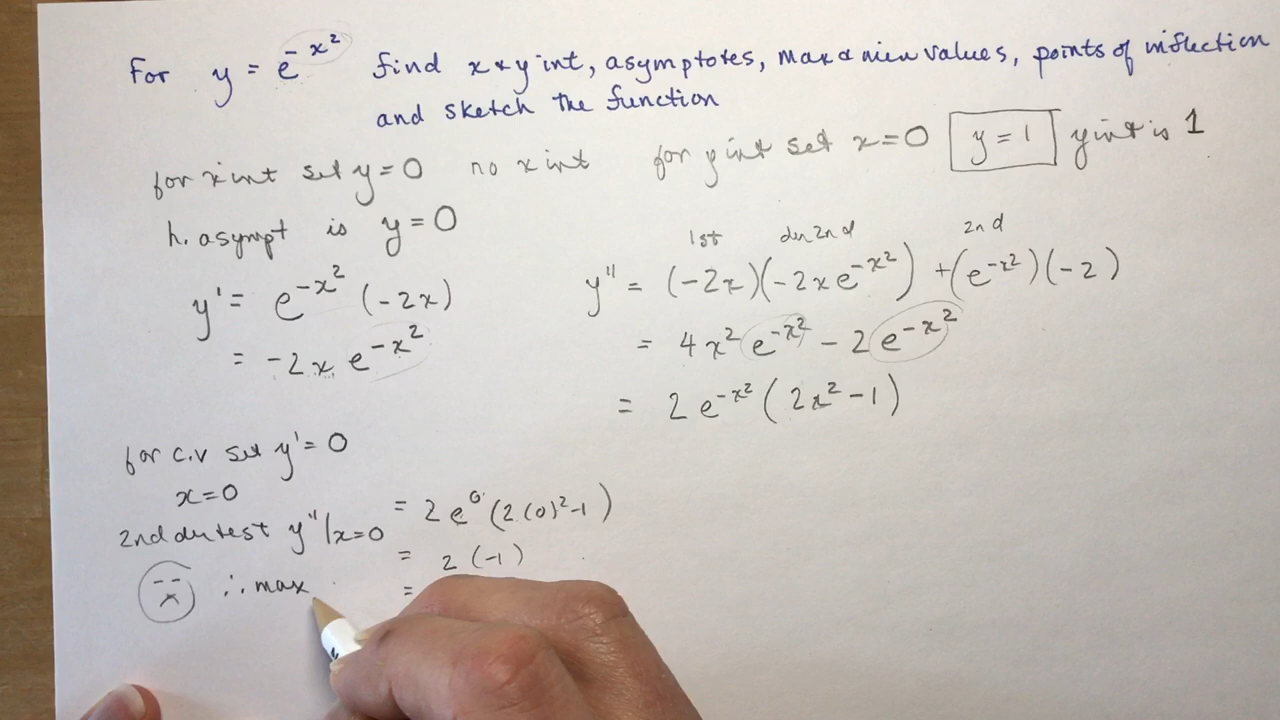 For y = e^-x² find x & y int, asymptotes, max & min values, points of inflection
and sketch the function
for x int set y = 0 no x int for y int set x = 0 y = 1 y int is 1
h. asympt is y = 0
y' = e^-x² (-2x)
= -2x e^-x²
1st der 2nd 2nd
y'' = (-2x)(-2xe^-x²) + (e^-x²)(-2)
= 4x² e^-x² - 2 e^-x²
= 2 e^-x² (2x² - 1)
for c.v set y' = 0
x = 0
2nd der test y''|x=0 = 2e⁰ (2(0)² - 1)
= 2 (-1)
∴ max =